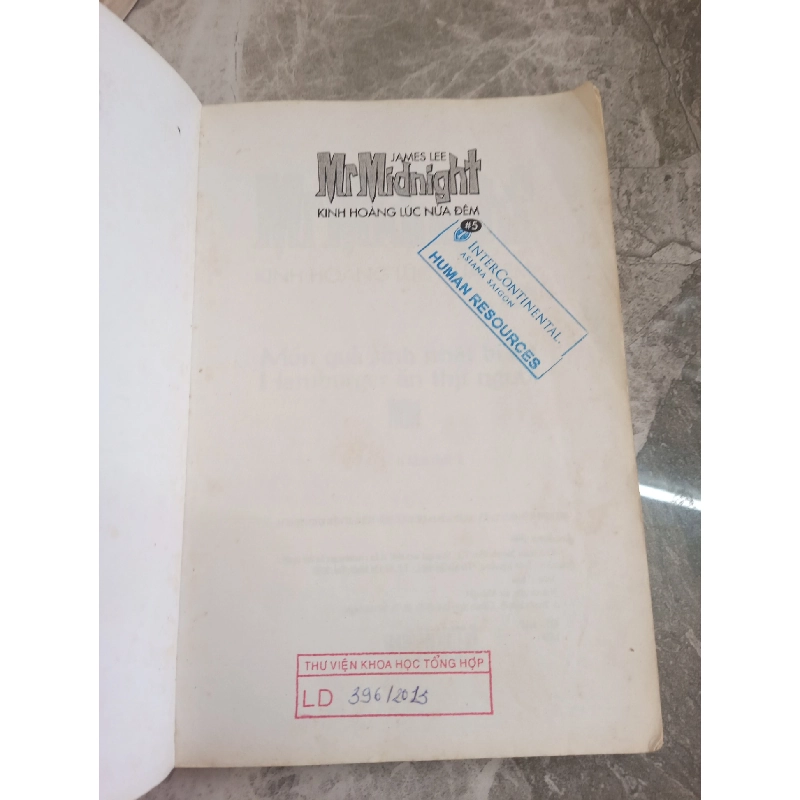 JAMES LEE
Mr Midnight
KINH HOÀNG LÚC NỬA ĐÊM
#5
INTERCONTINENTAL.
ASIANA SAIGON
HUMAN RESOURCES
THƯ VIỆN KHOA HỌC TỔNG HỢP
LD 396/2013